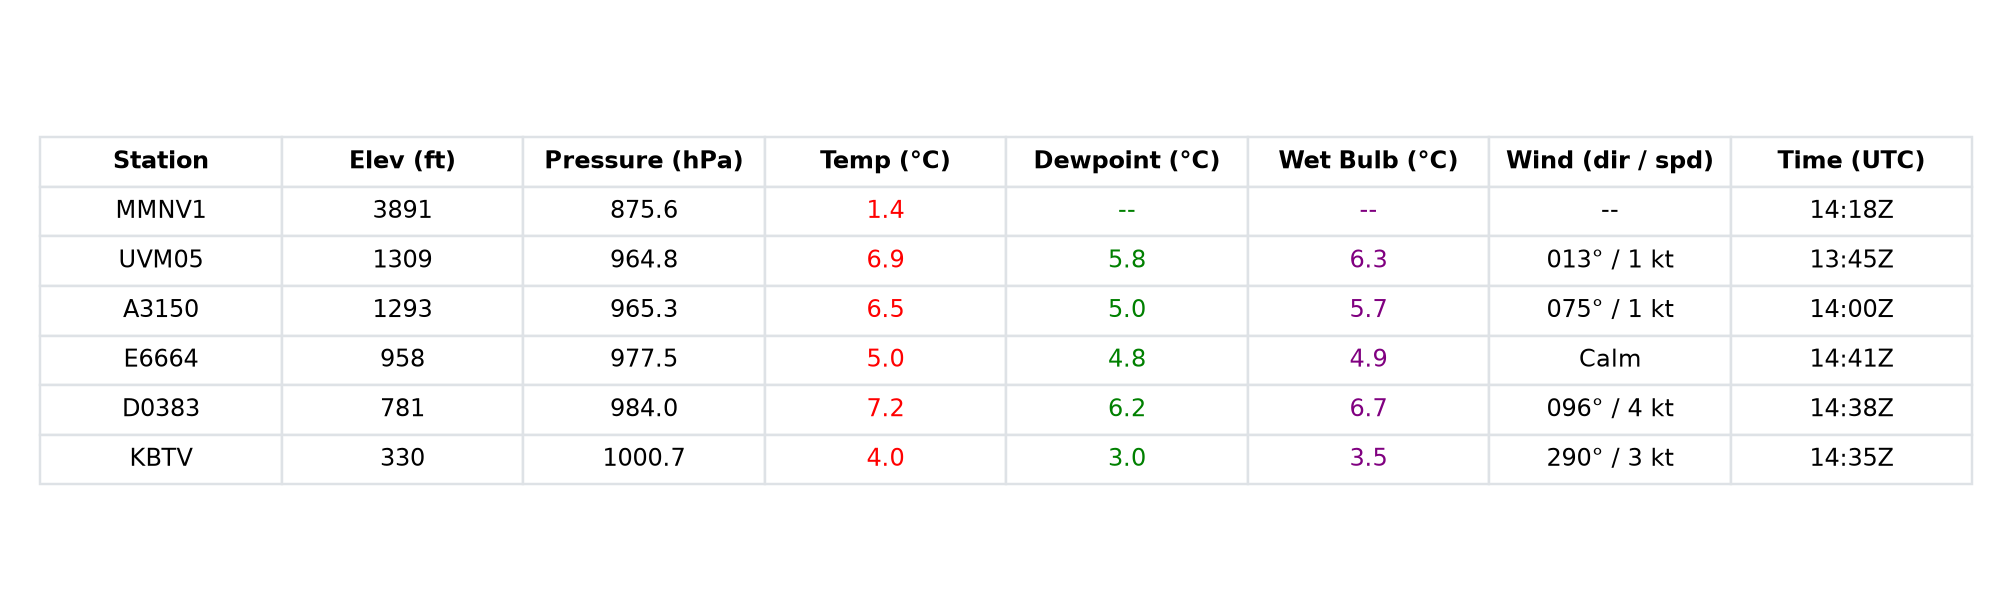 Station Elev (ft) Pressure (hPa) Temp (°C) Dewpoint (°C) Wet Bulb (°C) Wind (dir / spd) Time (UTC)
MMNV1 3891 875.6 1.4 -- -- -- 14:18Z
UVM05 1309 964.8 6.9 5.8 6.3 013° / 1 kt 13:45Z
A3150 1293 965.3 6.5 5.0 5.7 075° / 1 kt 14:00Z
E6664 958 977.5 5.0 4.8 4.9 Calm 14:41Z
D0383 781 984.0 7.2 6.2 6.7 096° / 4 kt 14:38Z
KBTV 330 1000.7 4.0 3.0 3.5 290° / 3 kt 14:35Z